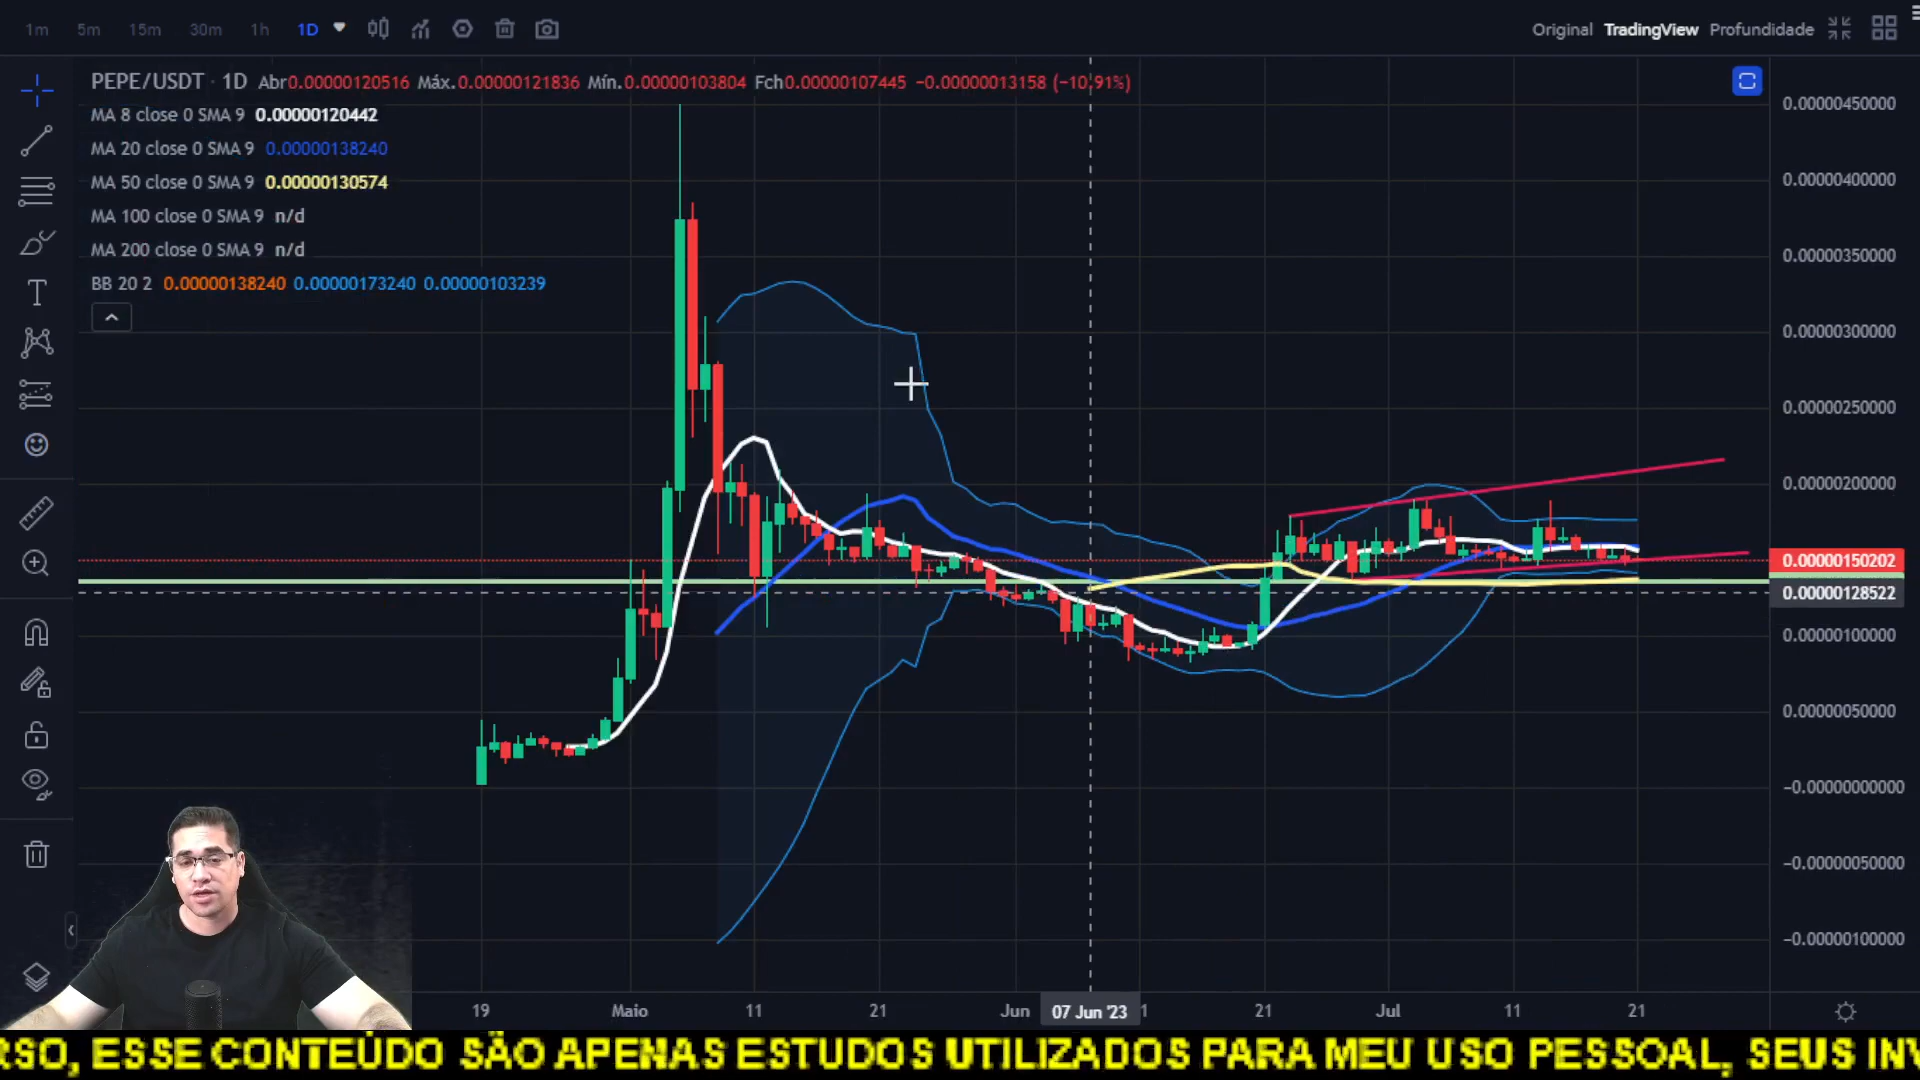 1m 5m 15m 30m 1h 1D Original TradingView Profundidade
PEPE/USDT · 1D Abr0.00000120516 Máx.0.00000121836 Mín.0.00000103804 Fch0.00000107445 −0.00000013158 (−10.91%)
MA 8 close 0 SMA 9 0.00000120442
MA 20 close 0 SMA 9 0.00000138240
MA 50 close 0 SMA 9 0.00000130574
MA 100 close 0 SMA 9 n/d
MA 200 close 0 SMA 9 n/d
BB 20 2 0.00000138240 0.00000173240 0.00000103239
0.00000450000
0.00000400000
0.00000350000
0.00000300000
0.00000250000
0.00000200000
0.00000150202
0.00000128522
0.00000100000
0.00000050000
−0.00000000000
−0.00000050000
−0.00000100000
19 Maio 11 21 Jun 07 Jun '23 1 21 Jul 11 21
RSO, ESSE CONTEÚDO SÃO APENAS ESTUDOS UTILIZADOS PARA MEU USO PESSOAL, SEUS INV